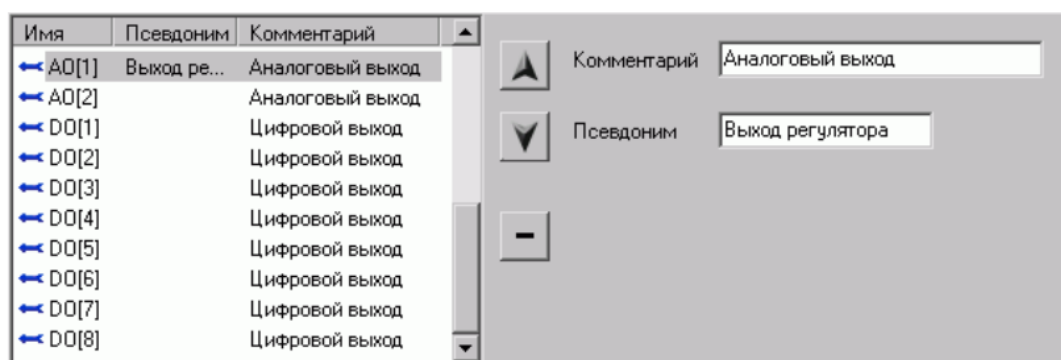 Имя Псевдоним Комментарий
AO[1] Выход ре... Аналоговый выход
AO[2] Аналоговый выход
DO[1] Цифровой выход
DO[2] Цифровой выход
DO[3] Цифровой выход
DO[4] Цифровой выход
DO[5] Цифровой выход
DO[6] Цифровой выход
DO[7] Цифровой выход
DO[8] Цифровой выход
Комментарий Аналоговый выход
Псевдоним Выход регулятора